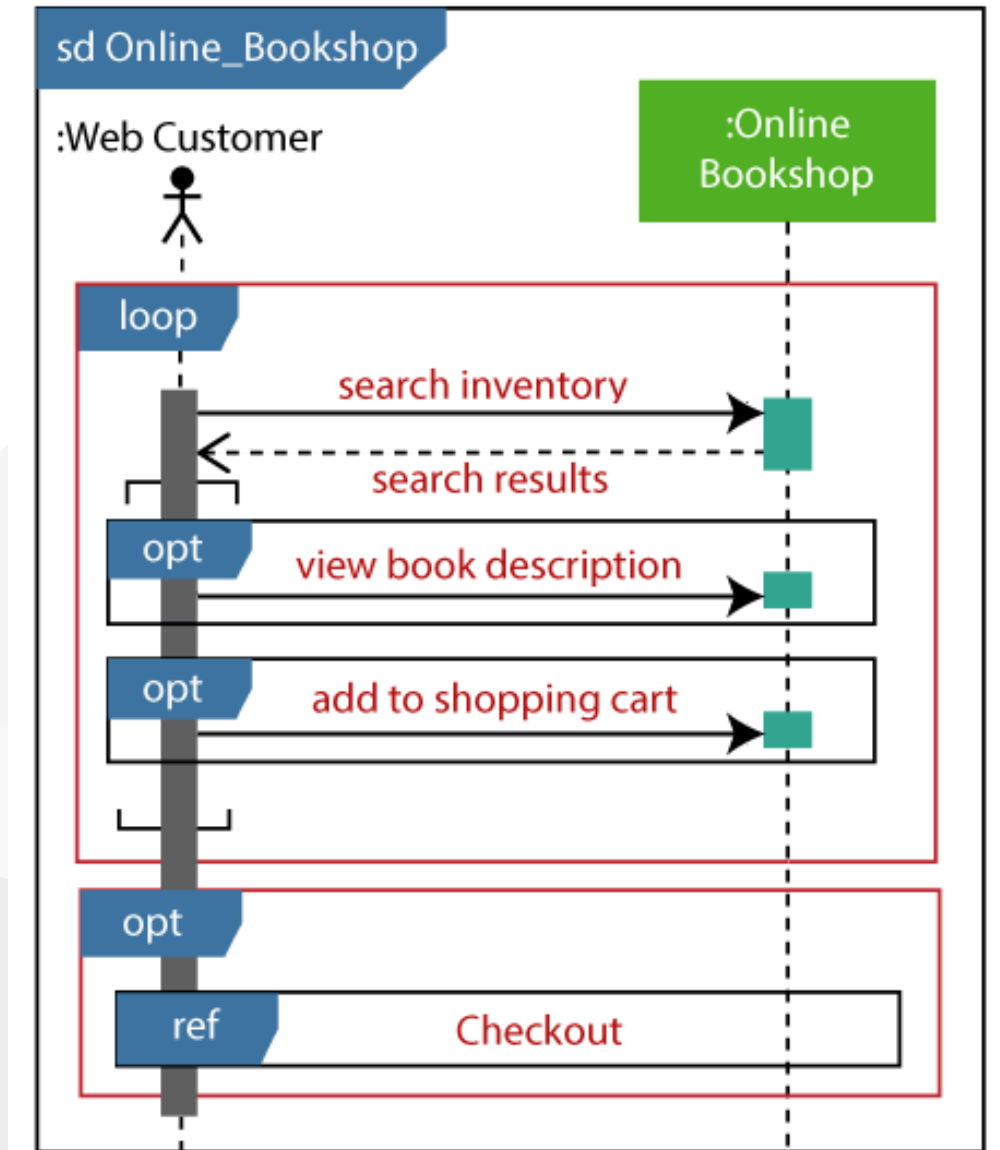 sd Online_Bookshop
:Web Customer
:Online
Bookshop
loop
search inventory
search results
opt
view book description
opt
add to shopping cart
opt
ref
Checkout